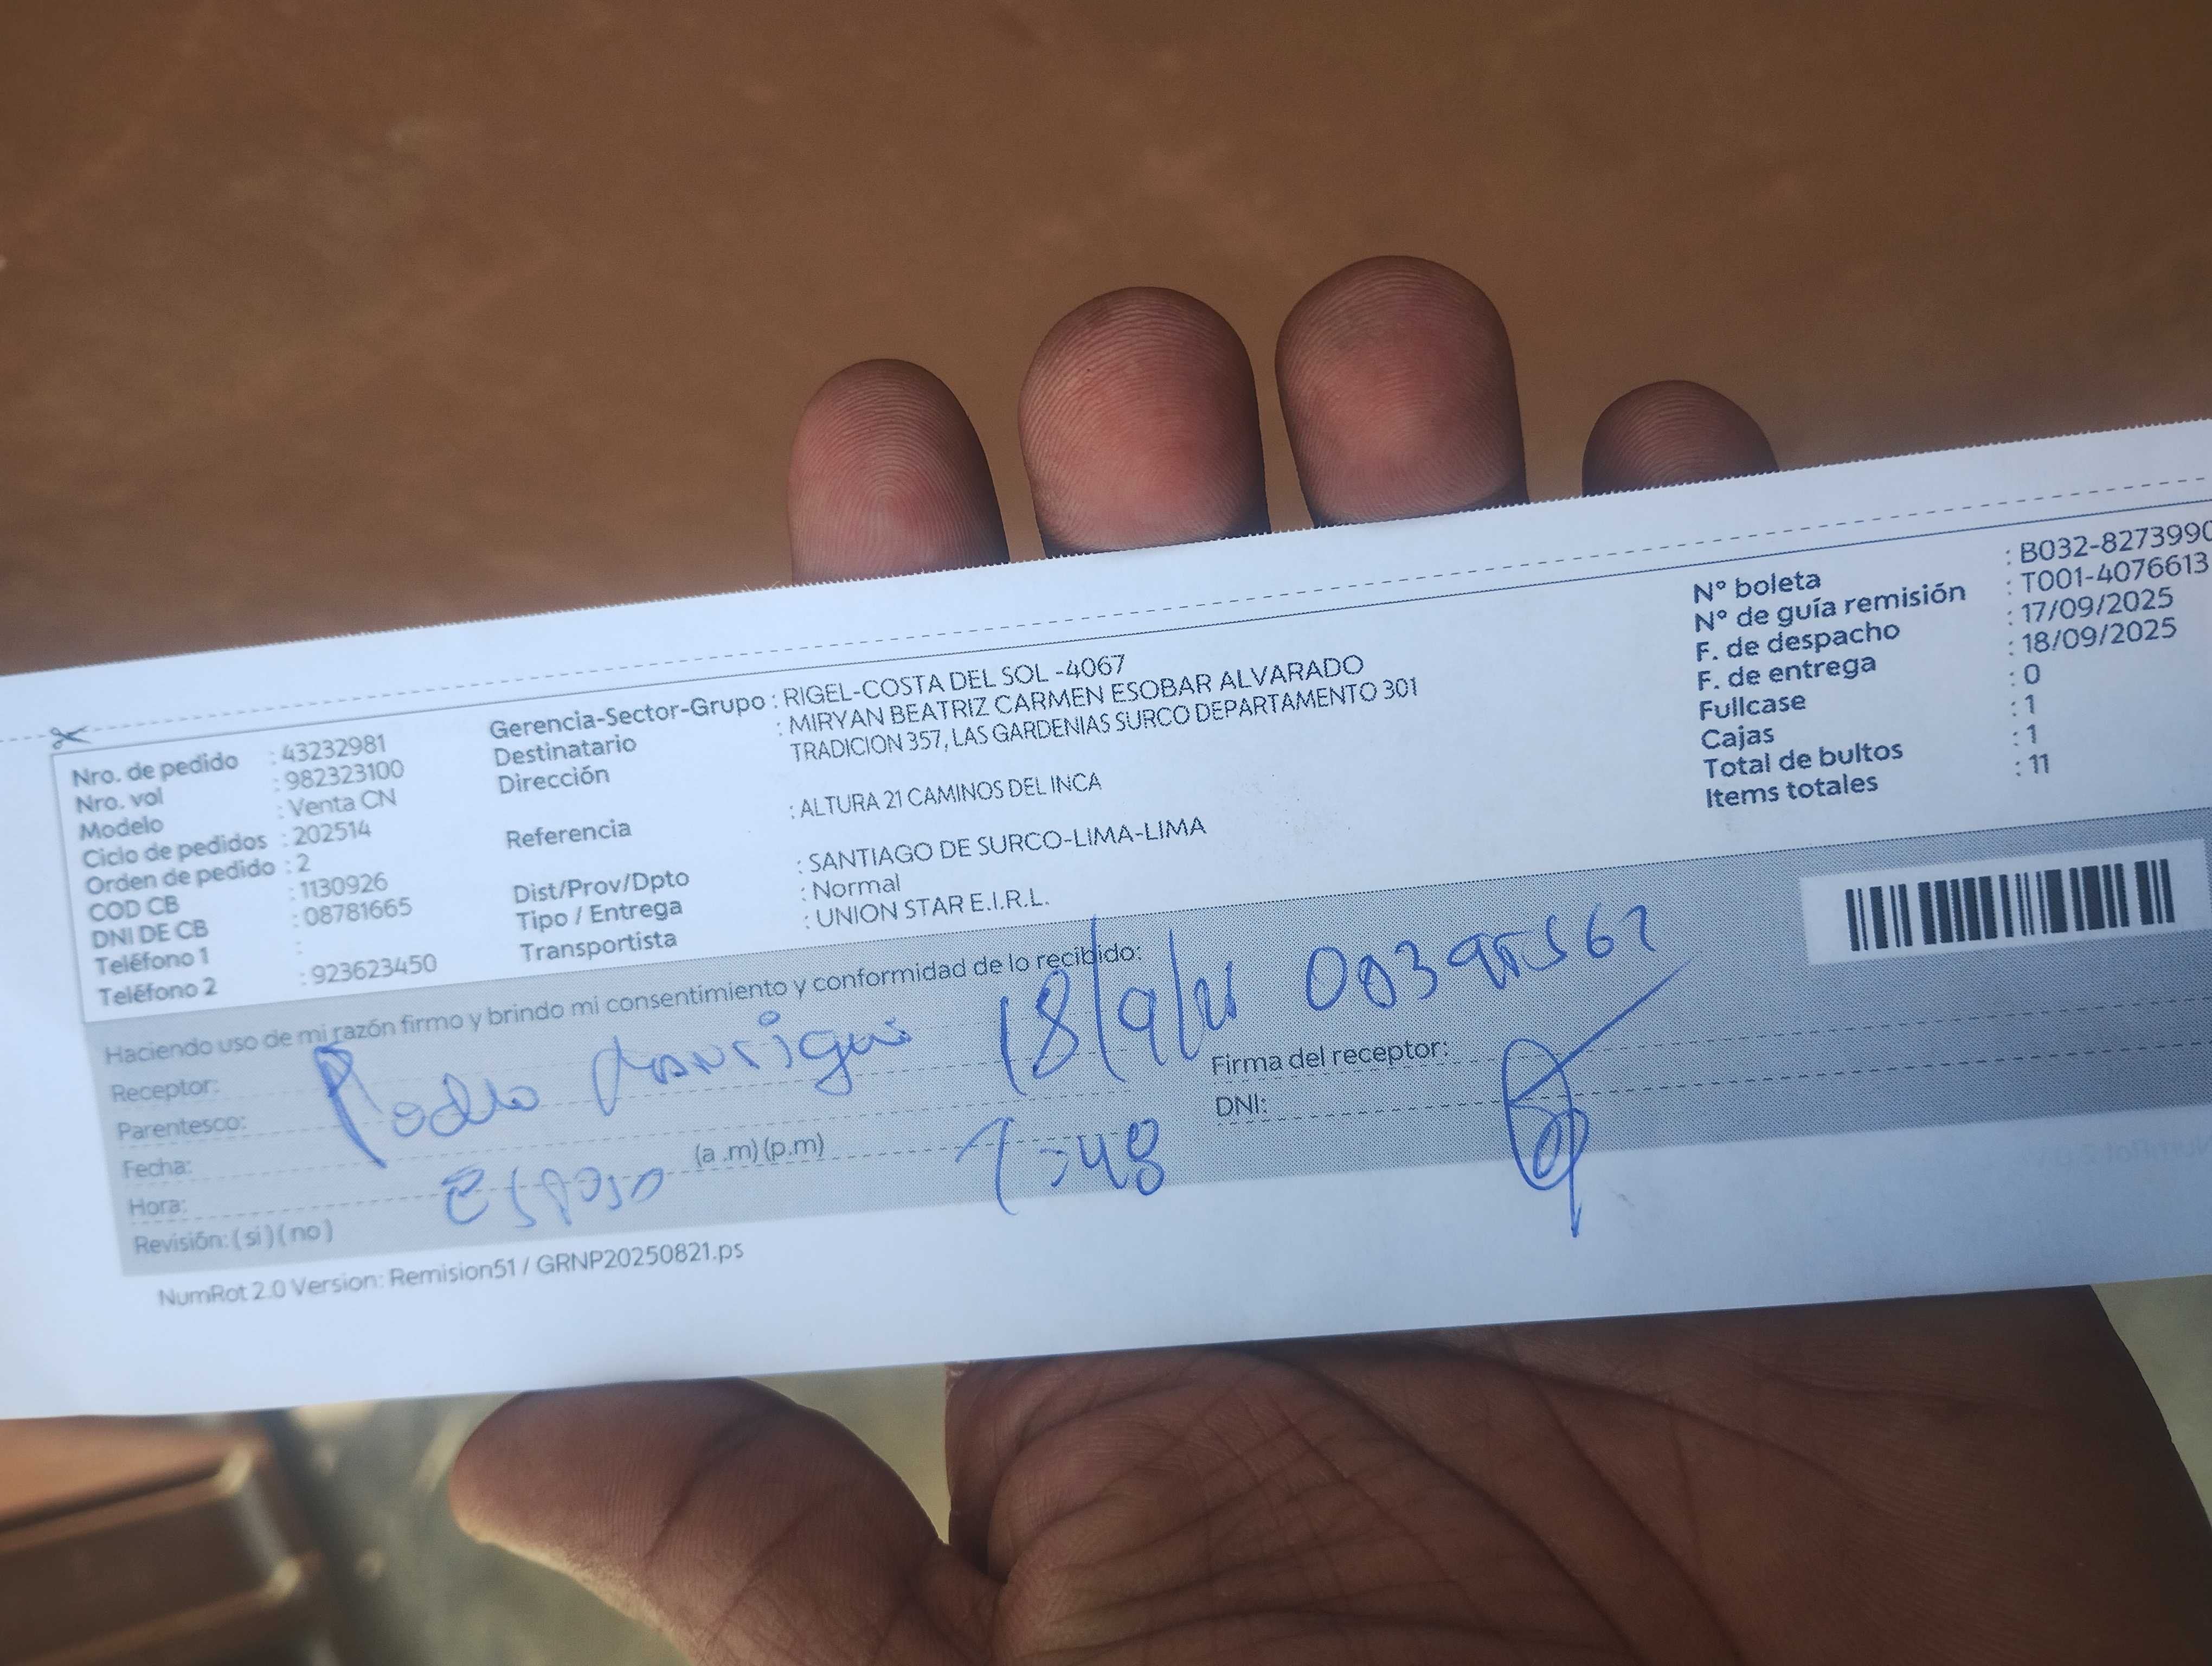 Nro. de pedido : 43232981
Nro. vol : 982323100
Modelo : Venta CN
Ciclo de pedidos : 202514
Orden de pedido : 2
COD CB : 1130926
DNI DE CB : 08781665
Teléfono 1 :
Teléfono 2 : 923623450
Gerencia-Sector-Grupo : RIGEL-COSTA DEL SOL -4067
Destinatario : MIRYAN BEATRIZ CARMEN ESOBAR ALVARADO
Dirección TRADICION 357, LAS GARDENIAS SURCO DEPARTAMENTO 301
Referencia : ALTURA 21 CAMINOS DEL INCA
Dist/Prov/Dpto : SANTIAGO DE SURCO-LIMA-LIMA
Tipo / Entrega : Normal
Transportista : UNION STAR E.I.R.L.
N° boleta : B032-8273990
N° de guía remisión : T001-4076613
F. de despacho : 17/09/2025
F. de entrega : 18/09/2025
Fullcase : 0
Cajas : 1
Total de bultos : 1
Items totales : 11
Haciendo uso de mi razón firmo y brindo mi consentimiento y conformidad de lo recibido:
Receptor:
Parentesco:
Fecha:
Hora: (a .m) (p.m)
Revisión: ( si ) ( no )
Esposo
18/9/25
Firma del receptor:
DNI:
NumRot 2.0 Version: Remision51 / GRNP20250821.ps